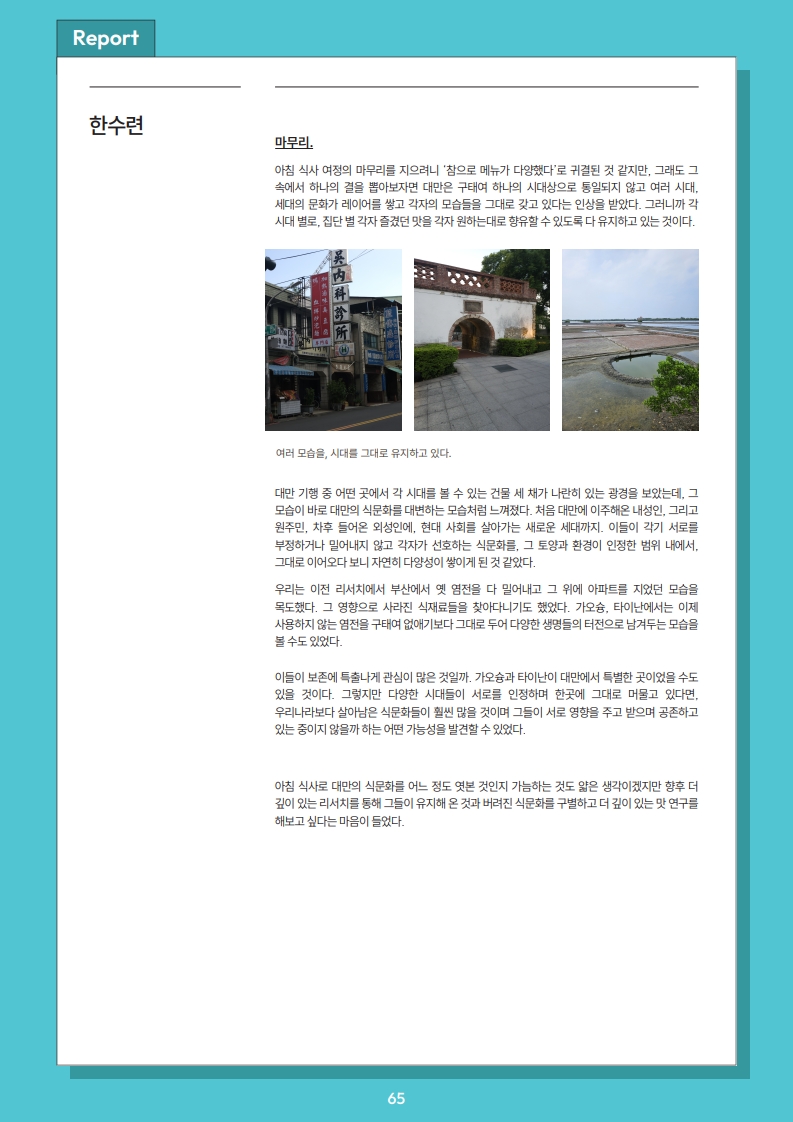 Report
한수련
마무리.
아침 식사 여정의 마무리를 지으려니 ‘참으로 메뉴가 다양했다’로 귀결된 것 같지만, 그래도 그
속에서 하나의 결을 뽑아보자면 대만은 구태여 하나의 시대상으로 통일되지 않고 여러 시대,
세대의 문화가 레이어를 쌓고 각자의 모습들을 그대로 갖고 있다는 인상을 받았다. 그러니까 각
시대 별로, 집단 별 각자 즐겼던 맛을 각자 원하는대로 향유할 수 있도록 다 유지하고 있는 것이다.
吳內科診所
여러 모습을, 시대를 그대로 유지하고 있다.
대만 기행 중 어떤 곳에서 각 시대를 볼 수 있는 건물 세 채가 나란히 있는 광경을 보았는데, 그
모습이 바로 대만의 식문화를 대변하는 모습처럼 느껴졌다. 처음 대만에 이주해온 내성인, 그리고
원주민, 차후 들어온 외성인에, 현대 사회를 살아가는 새로운 세대까지. 이들이 각기 서로를
부정하거나 밀어내지 않고 각자가 선호하는 식문화를, 그 토양과 환경이 인정한 범위 내에서,
그대로 이어오다 보니 자연히 다양성이 쌓이게 된 것 같았다.
우리는 이전 리서치에서 부산에서 옛 염전을 다 밀어내고 그 위에 아파트를 지었던 모습을
목도했다. 그 영향으로 사라진 식재료들을 찾아다니기도 했었다. 가오슝, 타이난에서는 이제
사용하지 않는 염전을 구태여 없애기보다 그대로 두어 다양한 생명들의 터전으로 남겨두는 모습을
볼 수도 있었다.
이들이 보존에 특출나게 관심이 많은 것일까. 가오슝과 타이난이 대만에서 특별한 곳이었을 수도
있을 것이다. 그렇지만 다양한 시대들이 서로를 인정하며 한곳에 그대로 머물고 있다면,
우리나라보다 살아남은 식문화들이 훨씬 많을 것이며 그들이 서로 영향을 주고 받으며 공존하고
있는 중이지 않을까 하는 어떤 가능성을 발견할 수 있었다.
아침 식사로 대만의 식문화를 어느 정도 엿본 것인지 가늠하는 것도 얇은 생각이겠지만 향후 더
깊이 있는 리서치를 통해 그들이 유지해 온 것과 버려진 식문화를 구별하고 더 깊이 있는 맛 연구를
해보고 싶다는 마음이 들었다.
65